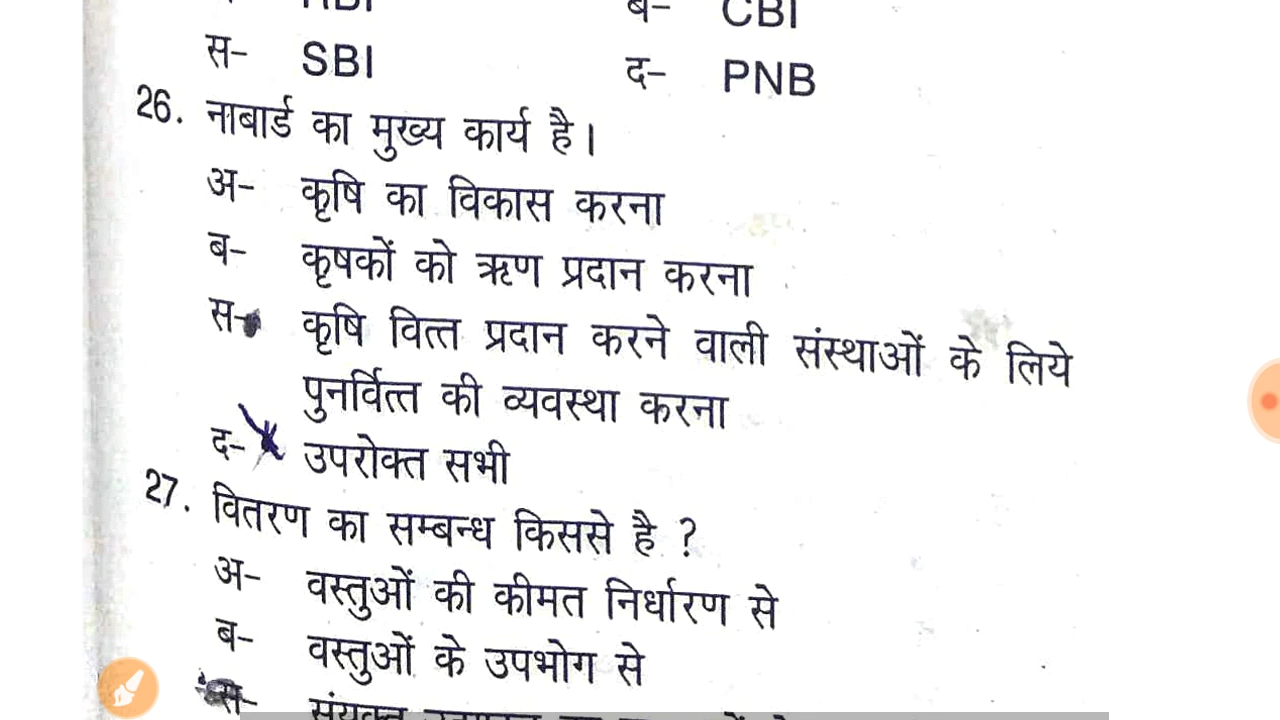 ब- CBI
स- SBI
द- PNB
26. नाबार्ड का मुख्य कार्य है।
अ- कृषि का विकास करना
ब- कृषकों को ऋण प्रदान करना
स- कृषि वित्त प्रदान करने वाली संस्थाओं के लिये
पुनर्वित्त की व्यवस्था करना
द- उपरोक्त सभी
27. वितरण का सम्बन्ध किससे है ?
अ- वस्तुओं की कीमत निर्धारण से
ब- वस्तुओं के उपभोग से
स- संयुक्त